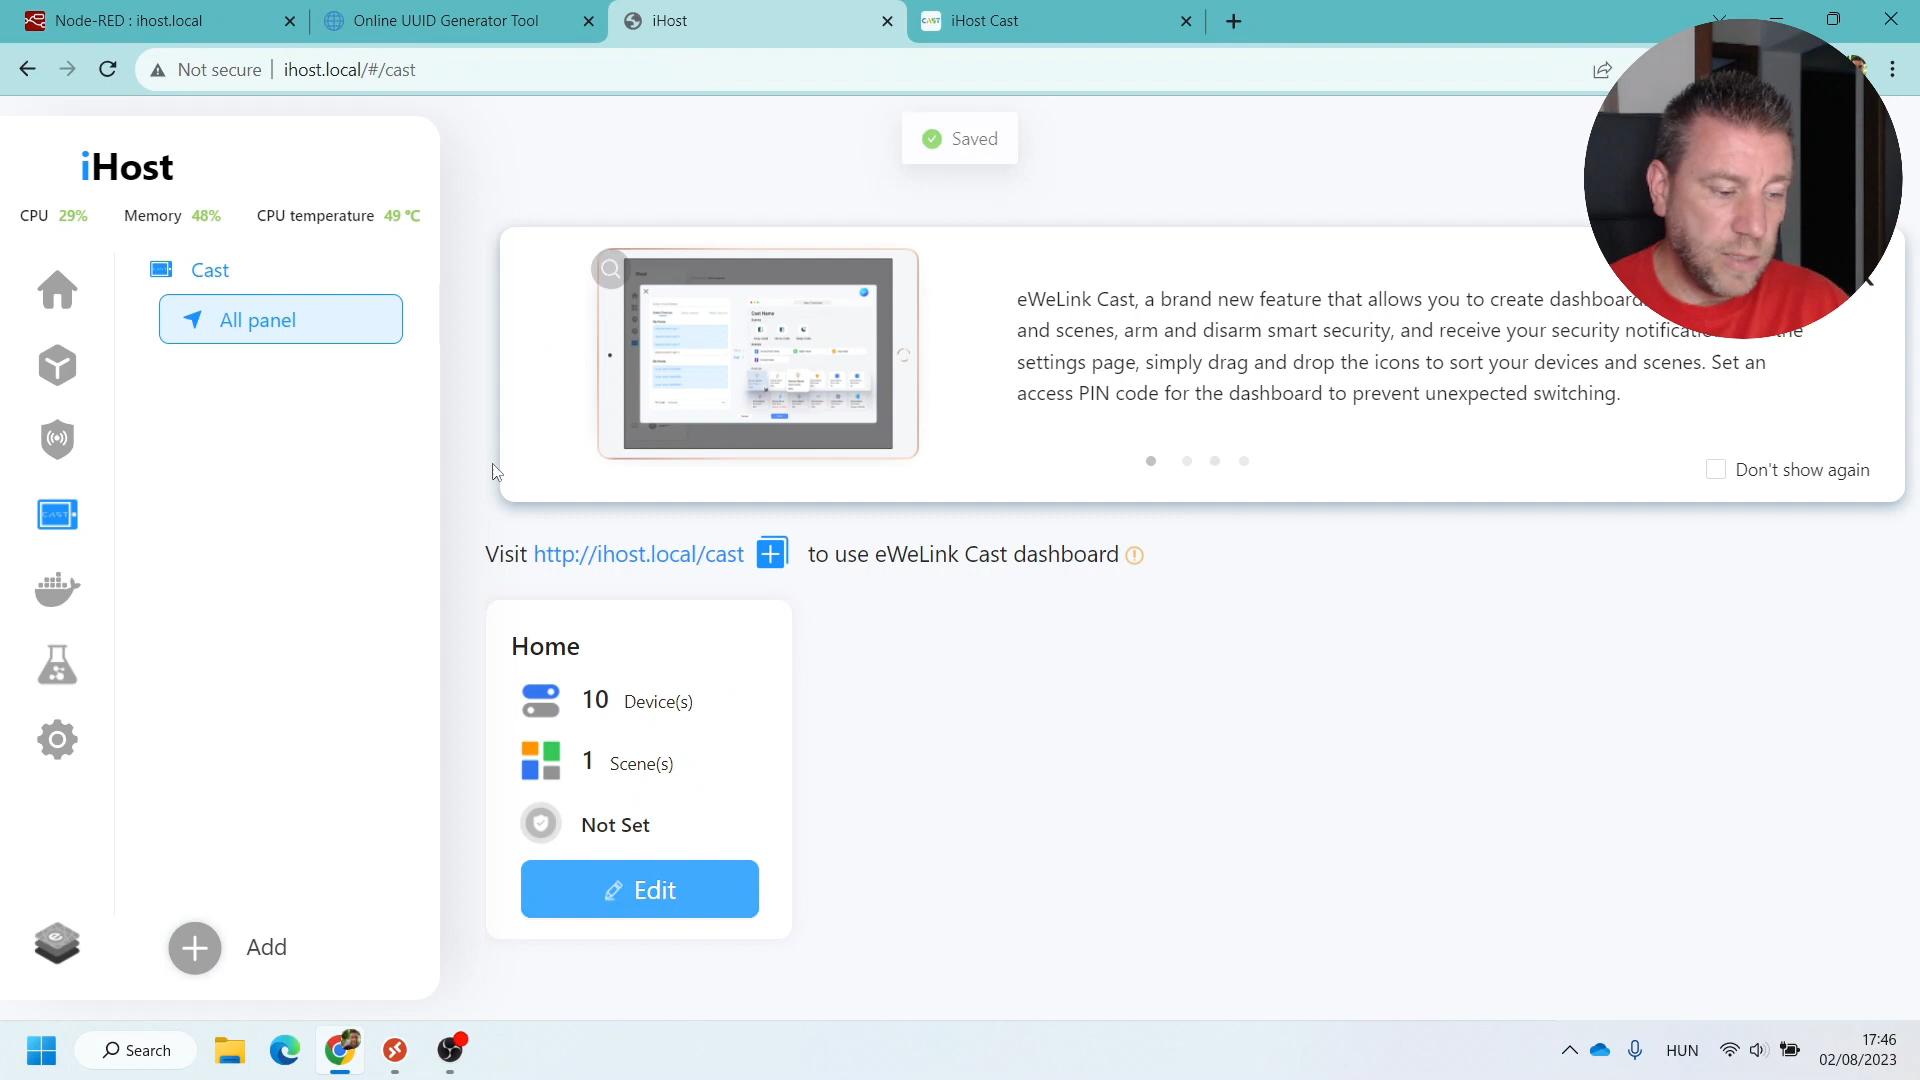 Node-RED : ihost.local
Online UUID Generator Tool
iHost
CAST
iHost Cast
Not secure
ihost.local/#/cast
Saved
iHost
CPU 29%
Memory 48%
CPU temperature 49 ℃
Cast
All panel
CAST
Add
eWeLink Cast, a brand new feature that allows you to create dashboard
and scenes, arm and disarm smart security, and receive your security
settings page, simply drag and drop the icons to sort your devices and scenes. Set an
access PIN code for the dashboard to prevent unexpected switching.
Don't show again
Visit http://ihost.local/cast to use eWeLink Cast dashboard
Home
10 Device(s)
1 Scene(s)
Not Set
Edit
Search
HUN
17:46
02/08/2023